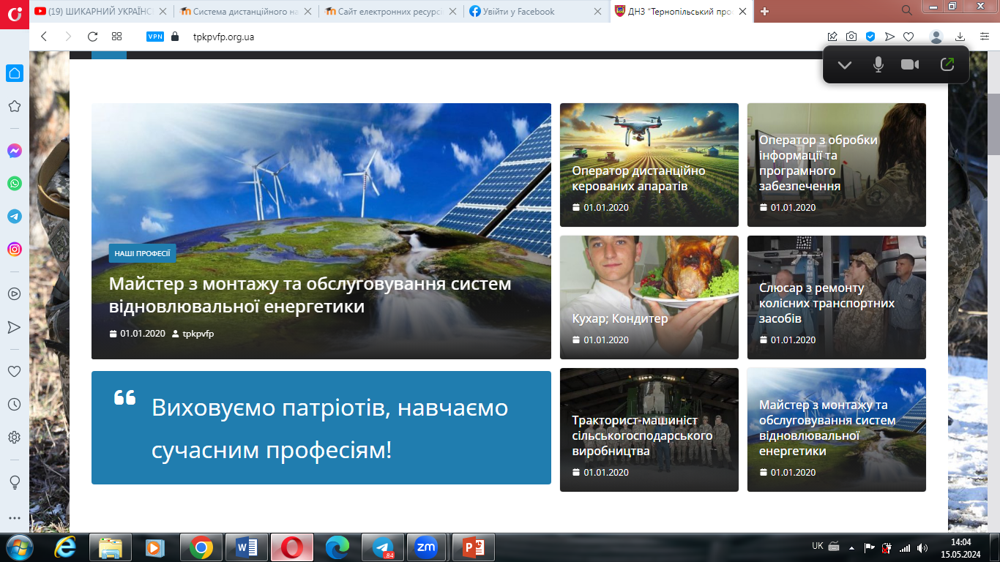 (19) ШИКАРНИЙ УКРАЇНС
Система дистанційного на
Сайт електронних ресурс
Увійти у Facebook
ДНЗ "Тернопільський про
VPN
tpkpvfp.org.ua
НАШІ ПРОФЕСІЇ
Майстер з монтажу та обслуговування систем
відновлювальної енергетики
01.01.2020 tpkpvfp
Виховуємо патріотів, навчаємо
сучасним професіям!
Оператор дистанційно
керованих апаратів
01.01.2020
Оператор з обробки
інформації та
програмного
забезпечення
01.01.2020
Кухар; Кондитер
01.01.2020
Слюсар з ремонту
колісних транспортних
засобів
01.01.2020
Тракторист-машиніст
сільськогосподарського
виробництва
01.01.2020
Майстер з монтажу та
обслуговування систем
відновлювальної
енергетики
01.01.2020
W
84
zm
P
UK
14:04
15.05.2024